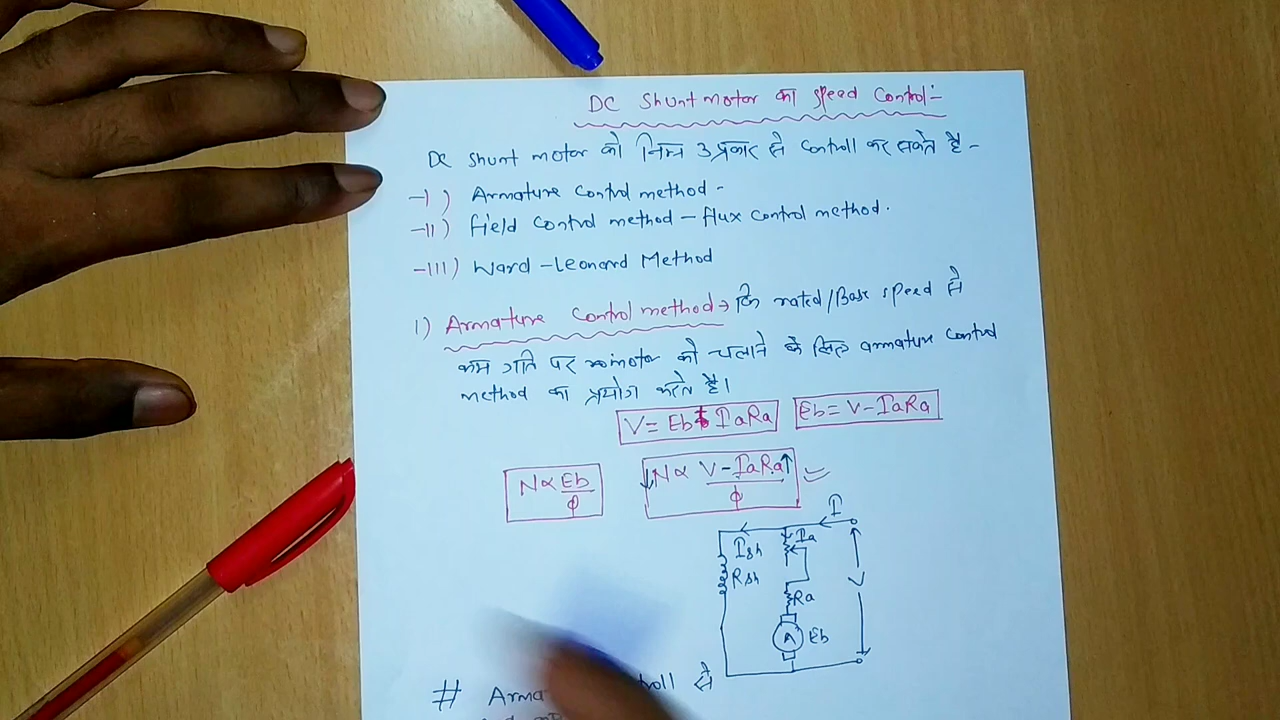 DC Shunt motor का speed Control:-
DC shunt motor को निम्न 3 प्रकार से Controll कर सकते है -
-I) Armature Control method -
-II) Field Control method - flux control method.
-III) Ward - Leonard Method
1) Armature Control method → rated/Base speed से
कम गति पर motor को चलाने के लिए armature control
method का प्रयोग करते है।
V = Eb + IaRa Eb = V - IaRa
N ∝ Eb/ϕ ↓N ∝ V - IaRa↑/ϕ
I
Ia
Ish
Rsh
V
Ra
A Eb
# से